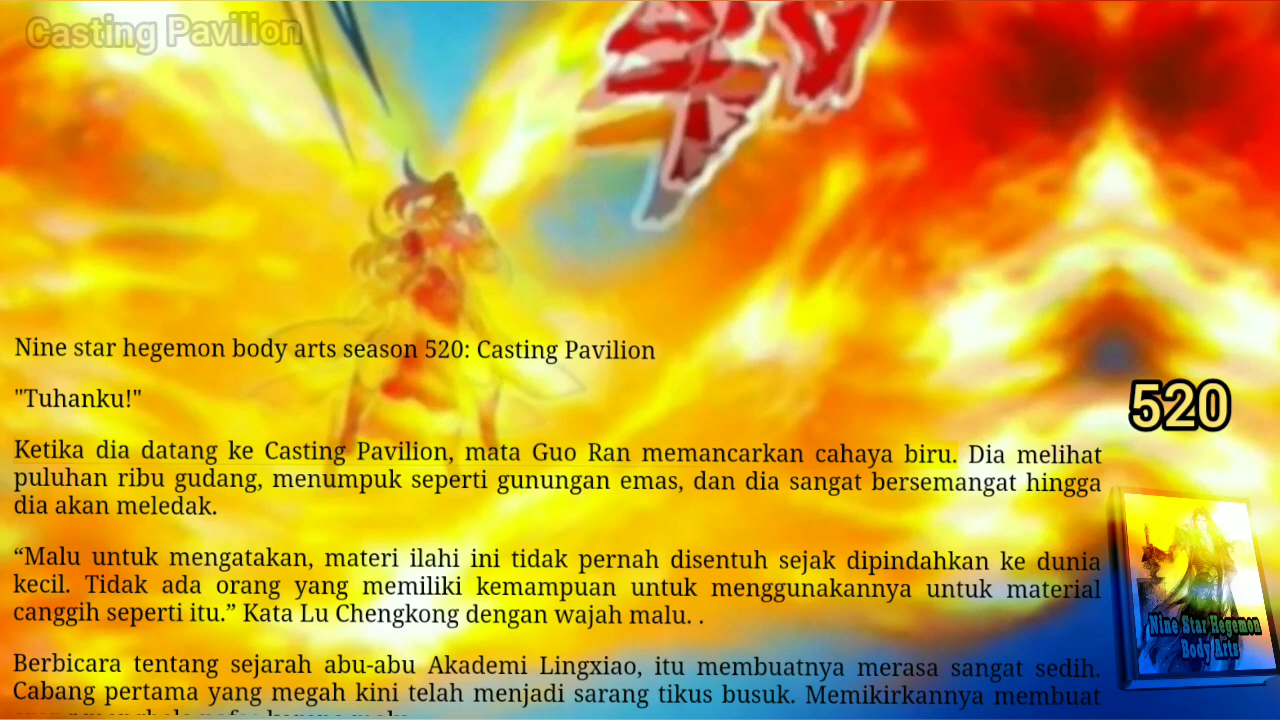 Casting Pavilion
Nine star hegemon body arts season 520: Casting Pavilion
"Tuhanku!"
Ketika dia datang ke Casting Pavilion, mata Guo Ran memancarkan cahaya biru. Dia melihat
puluhan ribu gudang, menumpuk seperti gunungan emas, dan dia sangat bersemangat hingga
dia akan meledak.
“Malu untuk mengatakan, materi ilahi ini tidak pernah disentuh sejak dipindahkan ke dunia
kecil. Tidak ada orang yang memiliki kemampuan untuk menggunakannya untuk material
canggih seperti itu.” Kata Lu Chengkong dengan wajah malu. .
Berbicara tentang sejarah abu-abu Akademi Lingxiao, itu membuatnya merasa sangat sedih.
Cabang pertama yang megah kini telah menjadi sarang tikus busuk. Memikirkannya membuat
520
Nine Star Hegemon
Body Arts